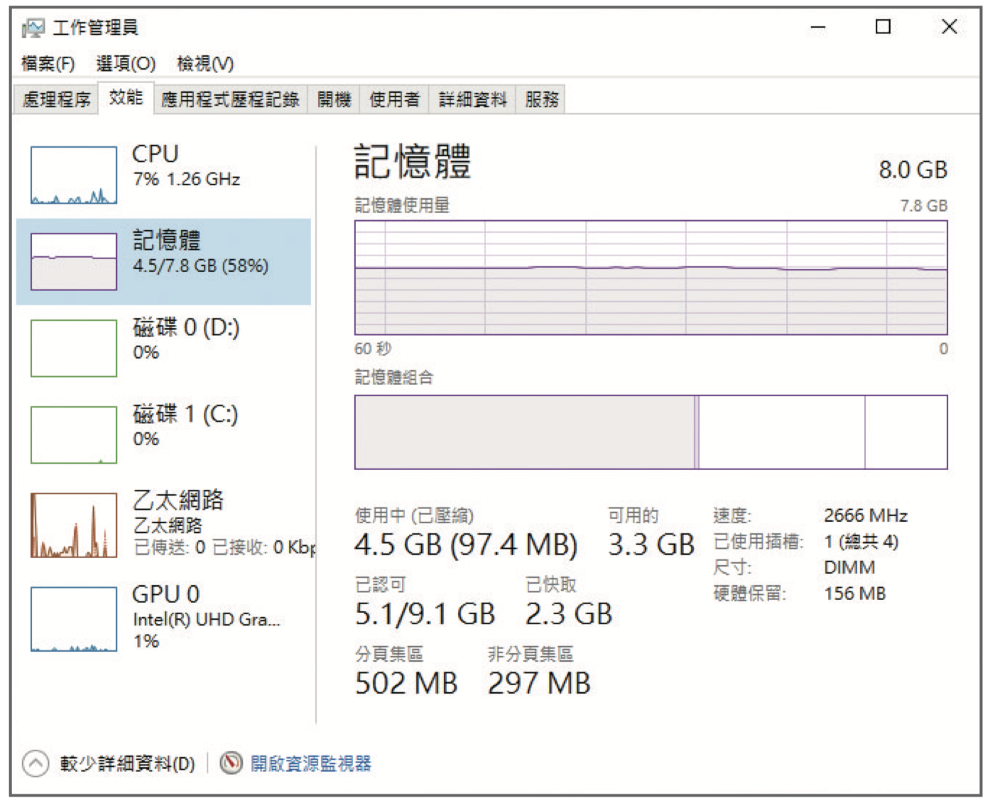 工作管理員
檔案(F) 選項(O) 檢視(V)
處理程序 效能 應用程式歷程記錄 開機 使用者 詳細資料 服務
CPU
7% 1.26 GHz
記憶體
4.5/7.8 GB (58%)
磁碟 0 (D:)
0%
磁碟 1 (C:)
0%
乙太網路
乙太網路
已傳送: 0 已接收: 0 Kbp
GPU 0
Intel(R) UHD Gra...
1%
記憶體 8.0 GB
記憶體使用量 7.8 GB
60 秒 0
記憶體組合
使用中 (已壓縮) 可用的
4.5 GB (97.4 MB) 3.3 GB
已認可 已快取
5.1/9.1 GB 2.3 GB
分頁集區 非分頁集區
502 MB 297 MB
速度: 2666 MHz
已使用插槽: 1 (總共 4)
尺寸: DIMM
硬體保留: 156 MB
較少詳細資料(D) 開啟資源監視器